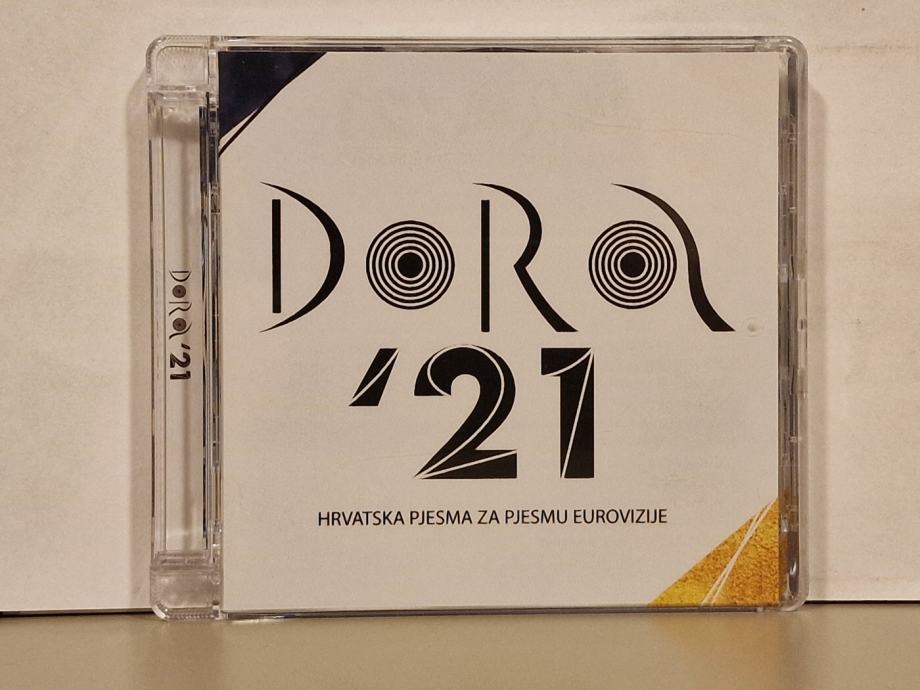 DORA '21
DORA
'21
HRVATSKA PJESMA ZA PJESMU EUROVIZIJE